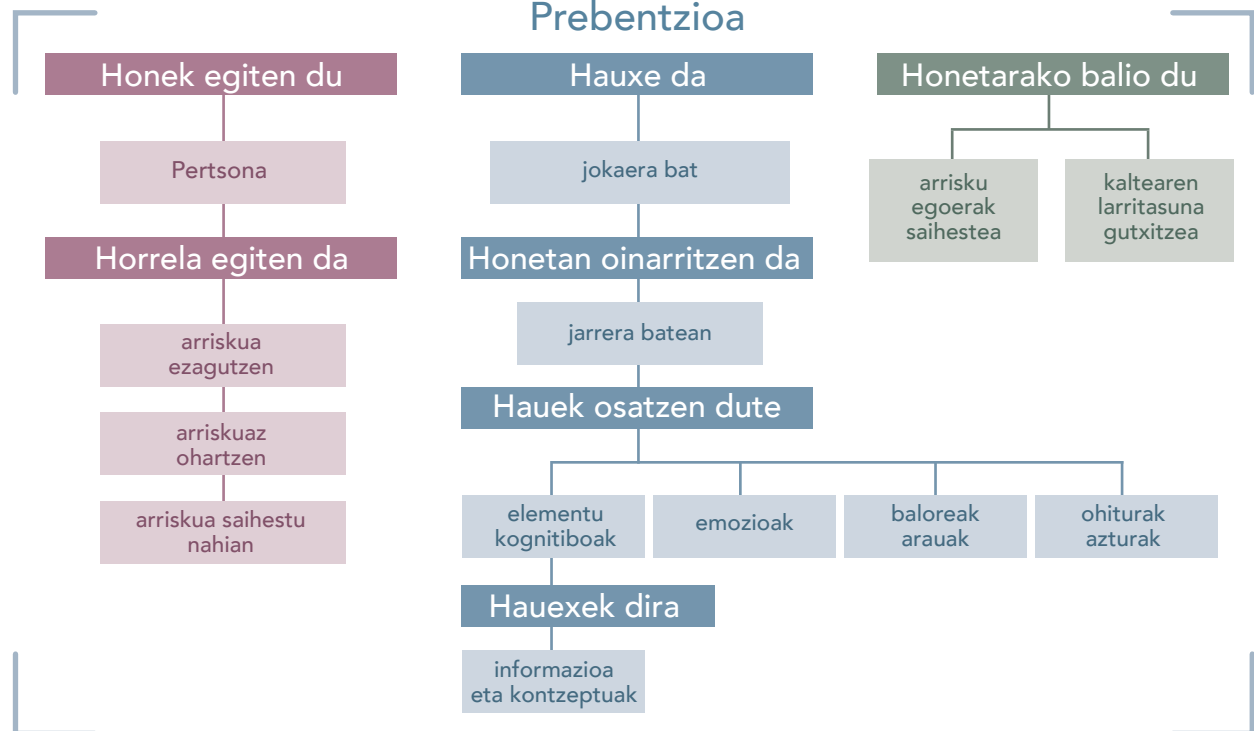 Prebentzioa
Honek egiten du
Pertsona
Horrela egiten da
arriskua
ezagutzen
arriskuaz
ohartzen
arriskua saihestu
nahian
Hauxe da
jokaera bat
Honetan oinarritzen da
jarrera batean
Hauek osatzen dute
elementu
kognitiboak
emozioak
baloreak
arauak
ohiturak
azturak
Hauexek dira
informazioa
eta kontzeptuak
Honetarako balio du
arrisku
egoerak
saihestea
kaltearen
larritasuna
gutxitzea